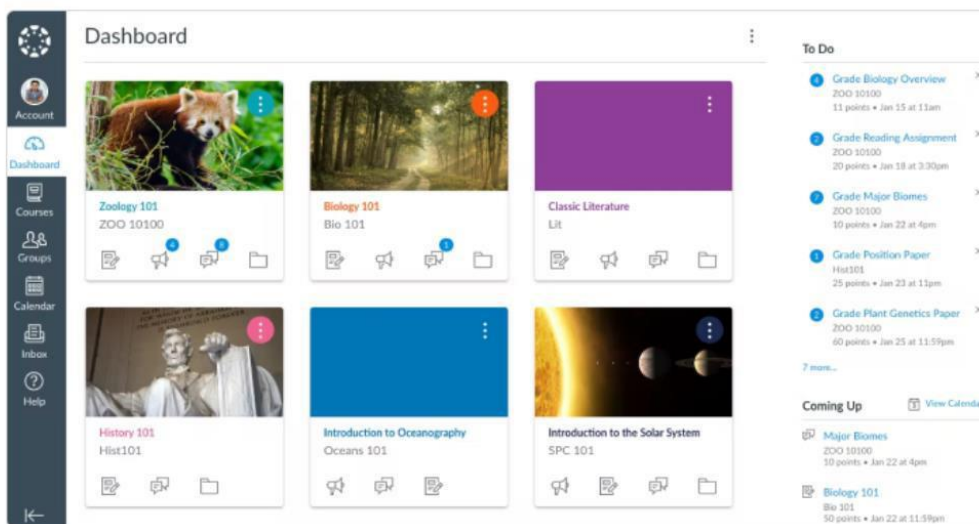 Dashboard
Account
Dashboard
Courses
Groups
Calendar
Inbox
Help
Zoology 101
ZOO 10100
4
8
Biology 101
Bio 101
1
Classic Literature
Lit
History 101
Hist101
Introduction to Oceanography
Oceans 101
Introduction to the Solar System
SPC 101
To Do
4 Grade Biology Overview
ZOO 10100
11 points • Jan 15 at 11am
7 Grade Reading Assignment
ZOO 10100
20 points • Jan 18 at 3:30pm
7 Grade Major Biomes
ZOO 10100
10 points • Jan 22 at 4pm
1 Grade Position Paper
Hist101
25 points • Jan 23 at 11pm
2 Grade Plant Genetics Paper
ZOO 10100
60 points • Jan 25 at 11:59pm
7 more...
Coming Up
View Calenda
Major Biomes
ZOO 10100
10 points • Jan 22 at 4pm
Biology 101
Bio 101
50 points • Jan 22 at 11:59pm